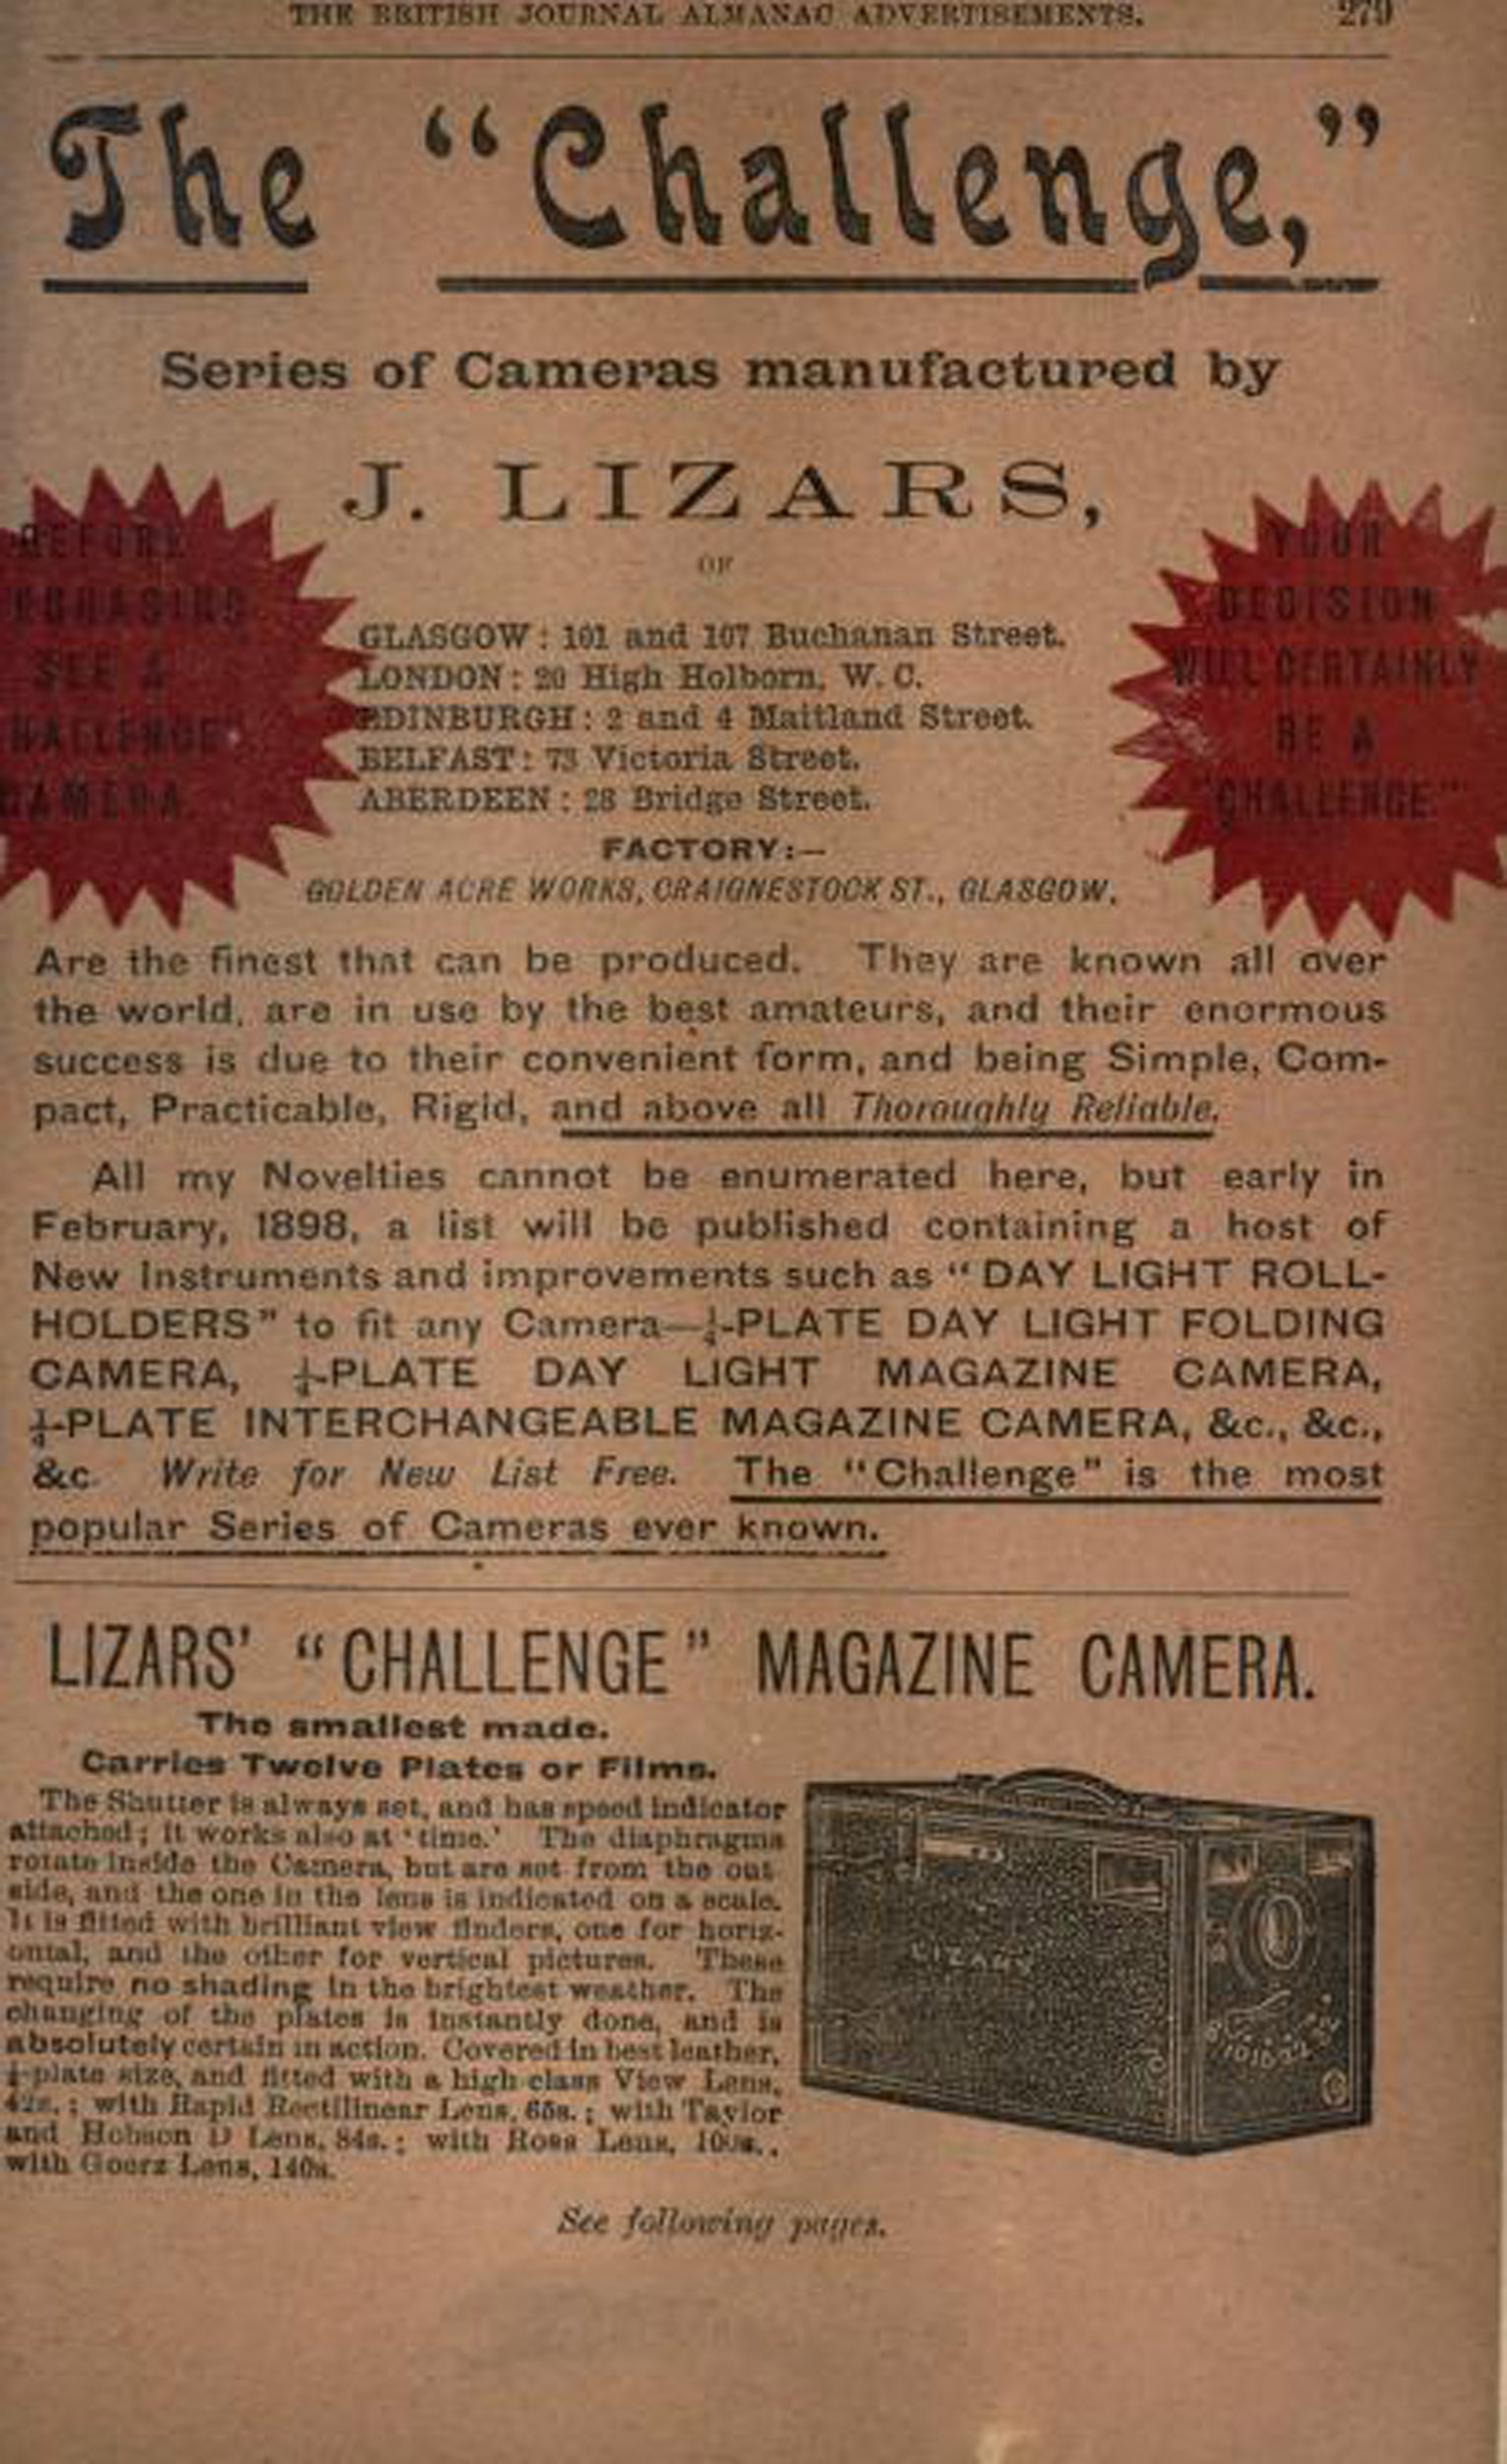 THE BRITISH JOURNAL ALMANAC ADVERTISEMENTS. 279
The "Challenge,"
Series of Cameras manufactured by
J. LIZARS,
OF
BEFORE
SEE A
CAMERA.
YOUR
DECISION
WILL CERTAINLY
BE A
"CHALLENGE."
GLASGOW: 101 and 107 Buchanan Street.
LONDON: 20 High Holborn, W. C.
EDINBURGH: 2 and 4 Maitland Street.
BELFAST: 73 Victoria Street.
ABERDEEN: 28 Bridge Street.
FACTORY:—
GOLDEN ACRE WORKS, CRAIGNESTOCK ST., GLASGOW,
Are the finest that can be produced. They are known all over
the world, are in use by the best amateurs, and their enormous
success is due to their convenient form, and being Simple, Com-
pact, Practicable, Rigid, and above all Thoroughly Reliable.
All my Novelties cannot be enumerated here, but early in
February, 1898, a list will be published containing a host of
New Instruments and improvements such as "DAY LIGHT ROLL-
HOLDERS" to fit any Camera—¼-PLATE DAY LIGHT FOLDING
CAMERA, ¼-PLATE DAY LIGHT MAGAZINE CAMERA,
¼-PLATE INTERCHANGEABLE MAGAZINE CAMERA, &c., &c.,
&c. Write for New List Free. The "Challenge" is the most
popular Series of Cameras ever known.
LIZARS' "CHALLENGE" MAGAZINE CAMERA.
The smallest made.
Carries Twelve Plates or Films.
The Shutter is always set, and has speed indicator
attached; it works also at 'time.' The diaphragms
rotate inside the Camera, but are set from the out
side, and the one in the lens is indicated on a scale.
It is fitted with brilliant view finders, one for horiz-
ontal, and the other for vertical pictures. These
require no shading in the brightest weather. The
changing of the plates is instantly done, and is
absolutely certain in action. Covered in best leather,
¼-plate size, and fitted with a high class View Lens,
42s.; with Rapid Rectilinear Lens, 65s.; with Taylor
and Hobson D Lens, 84s.; with Ross Lens, 100s.,
with Goerz Lens, 140s.
LIZARS
See following pages.